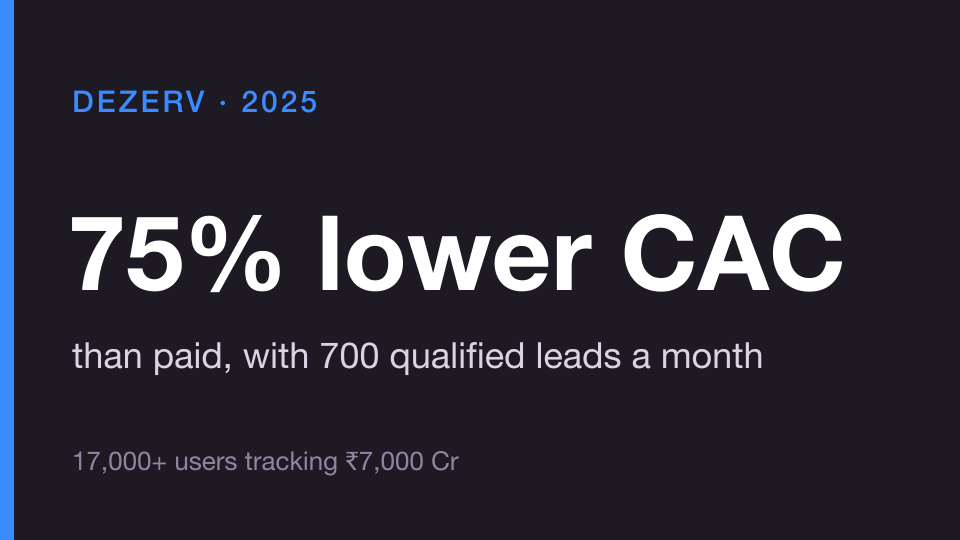 DEZERV · 2025
75% lower CAC
than paid, with 700 qualified leads a month
17,000+ users tracking ₹7,000 Cr